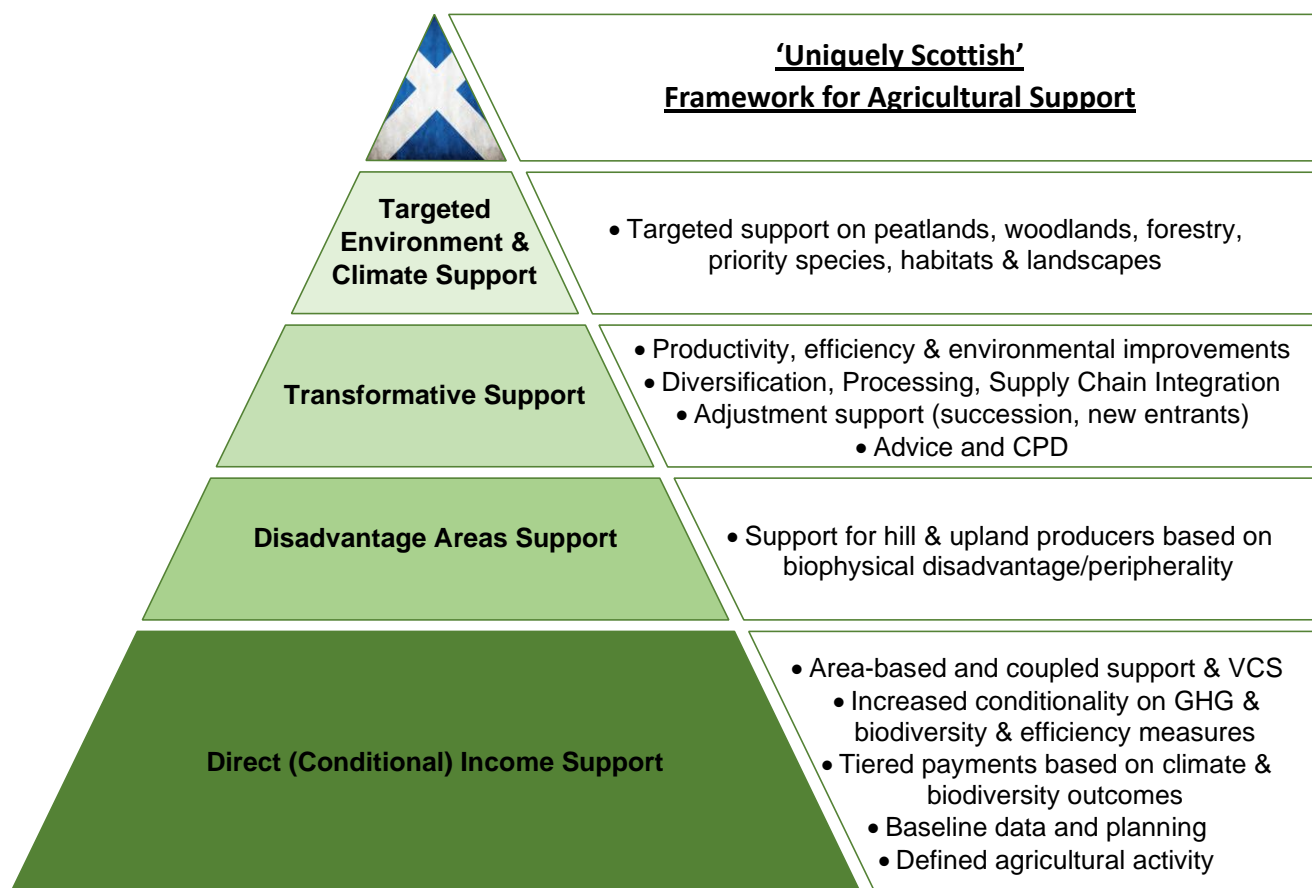 'Uniquely Scottish'
Framework for Agricultural Support
Targeted
Environment &
Climate Support
• Targeted support on peatlands, woodlands, forestry,
priority species, habitats & landscapes
Transformative Support
• Productivity, efficiency & environmental improvements
• Diversification, Processing, Supply Chain Integration
• Adjustment support (succession, new entrants)
• Advice and CPD
Disadvantage Areas Support
• Support for hill & upland producers based on
biophysical disadvantage/peripherality
Direct (Conditional) Income Support
• Area-based and coupled support & VCS
• Increased conditionality on GHG &
biodiversity & efficiency measures
• Tiered payments based on climate &
biodiversity outcomes
• Baseline data and planning
• Defined agricultural activity